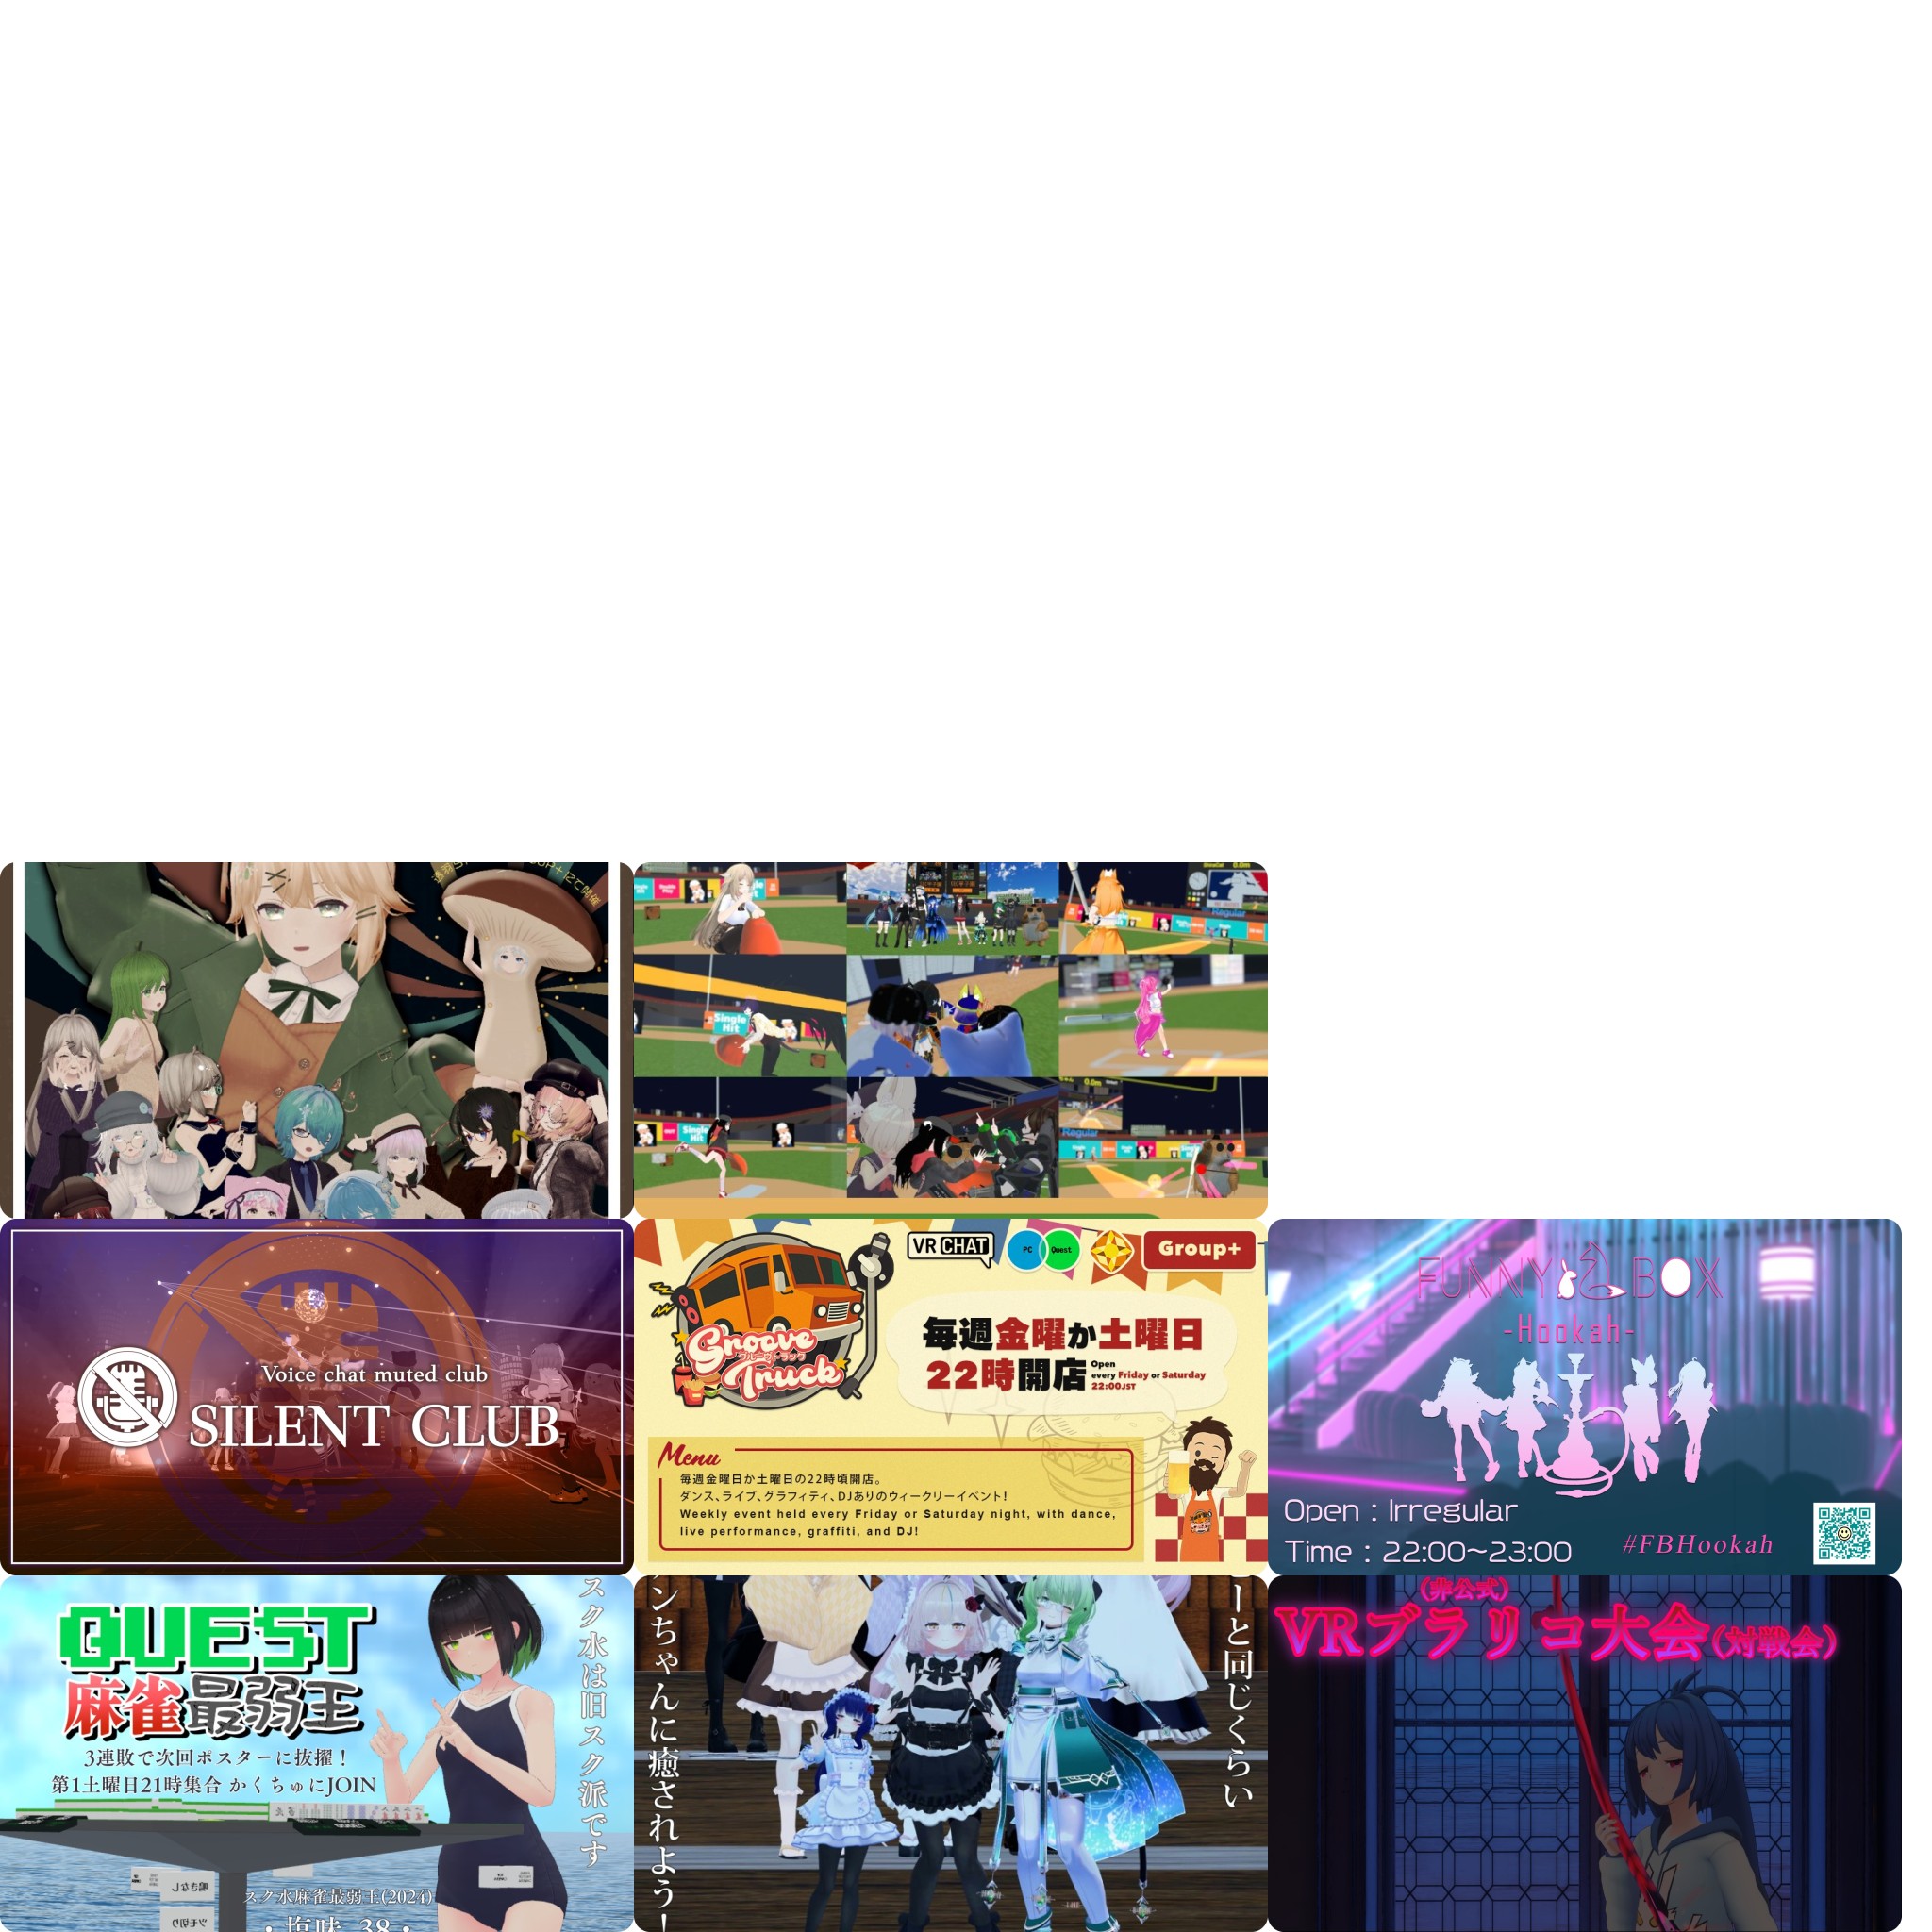 Single Hit
Single Hit
Regular
Regular
0.0m
Voice chat muted club
SILENT CLUB
VR CHAT
PC
Quest
Group+
Groove
グルーヴトラック
Truck
毎週金曜か土曜日
22時開店
Open
every Friday or Saturday
22:00JST
Menu
毎週金曜日か土曜日の22時頃開店。
ダンス、ライブ、グラフィティ、DJありのウィークリーイベント!
Weekly event held every Friday or Saturday night, with dance,
live performance, graffiti, and DJ!
FUNNY BOX
-Hookah-
Open : Irregular
Time : 22:00~23:00
#FBHookah
QUEST
麻雀最弱王
3連敗で次回ポスターに抜擢!
第1土曜日21時集合 かくちゅにJOIN
スク水は旧スク派です
スク水麻雀最弱王(2024)
・塩味_38・
ーと同じくらい
ンちゃんに癒されよう!
(非公式)
VRブラリコ大会(対戦会)